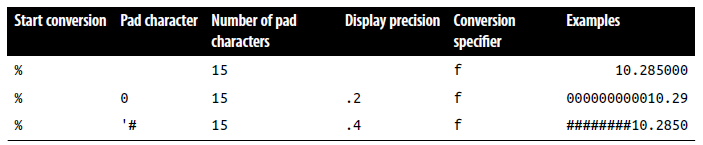 Start conversion Pad character Number of pad characters Display precision Conversion specifier Examples
% 15 f 10.285000
% 0 15 .2 f 000000000010.29
% '# 15 .4 f ########10.2850